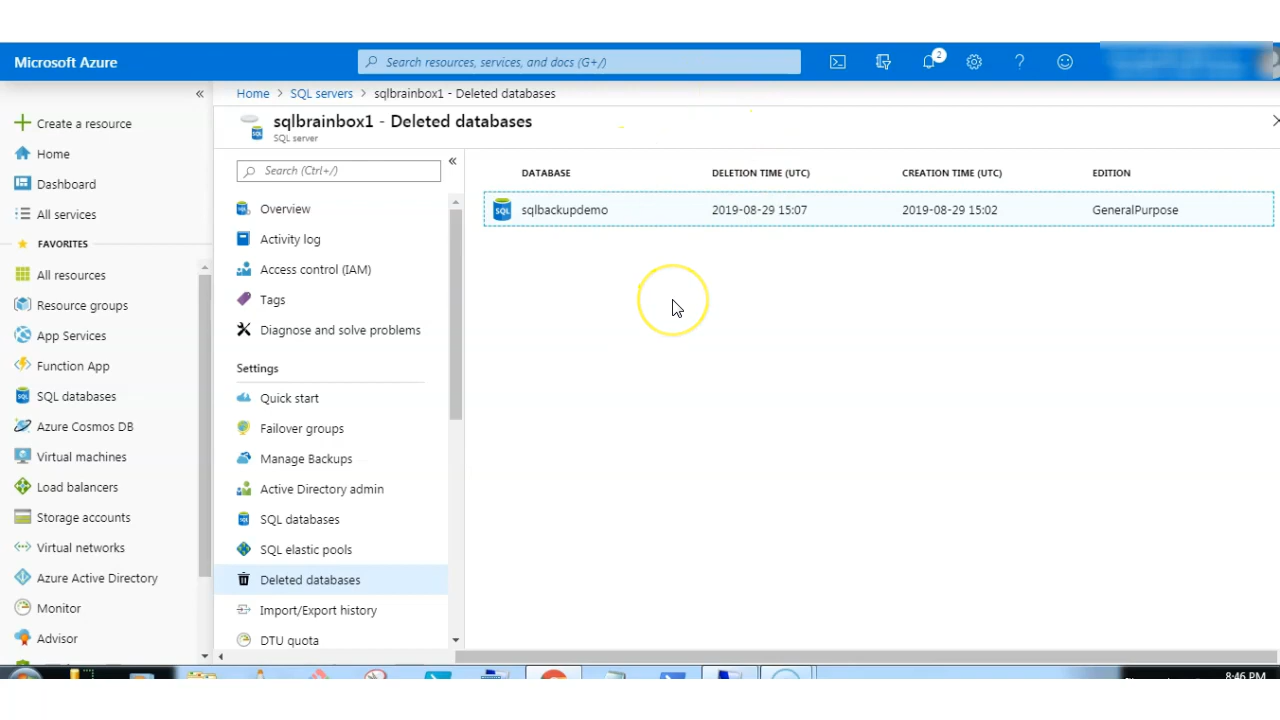 Microsoft Azure
Search resources, services, and docs (G+/)
2
Home > SQL servers > sqlbrainbox1 - Deleted databases
sqlbrainbox1 - Deleted databases
SQL server
Create a resource
Home
Dashboard
All services
FAVORITES
All resources
Resource groups
App Services
Function App
SQL databases
Azure Cosmos DB
Virtual machines
Load balancers
Storage accounts
Virtual networks
Azure Active Directory
Monitor
Advisor
Search (Ctrl+/)
Overview
Activity log
Access control (IAM)
Tags
Diagnose and solve problems
Settings
Quick start
Failover groups
Manage Backups
Active Directory admin
SQL databases
SQL elastic pools
Deleted databases
Import/Export history
DTU quota
DATABASE DELETION TIME (UTC) CREATION TIME (UTC) EDITION
SQL sqlbackupdemo 2019-08-29 15:07 2019-08-29 15:02 GeneralPurpose
8:46 PM